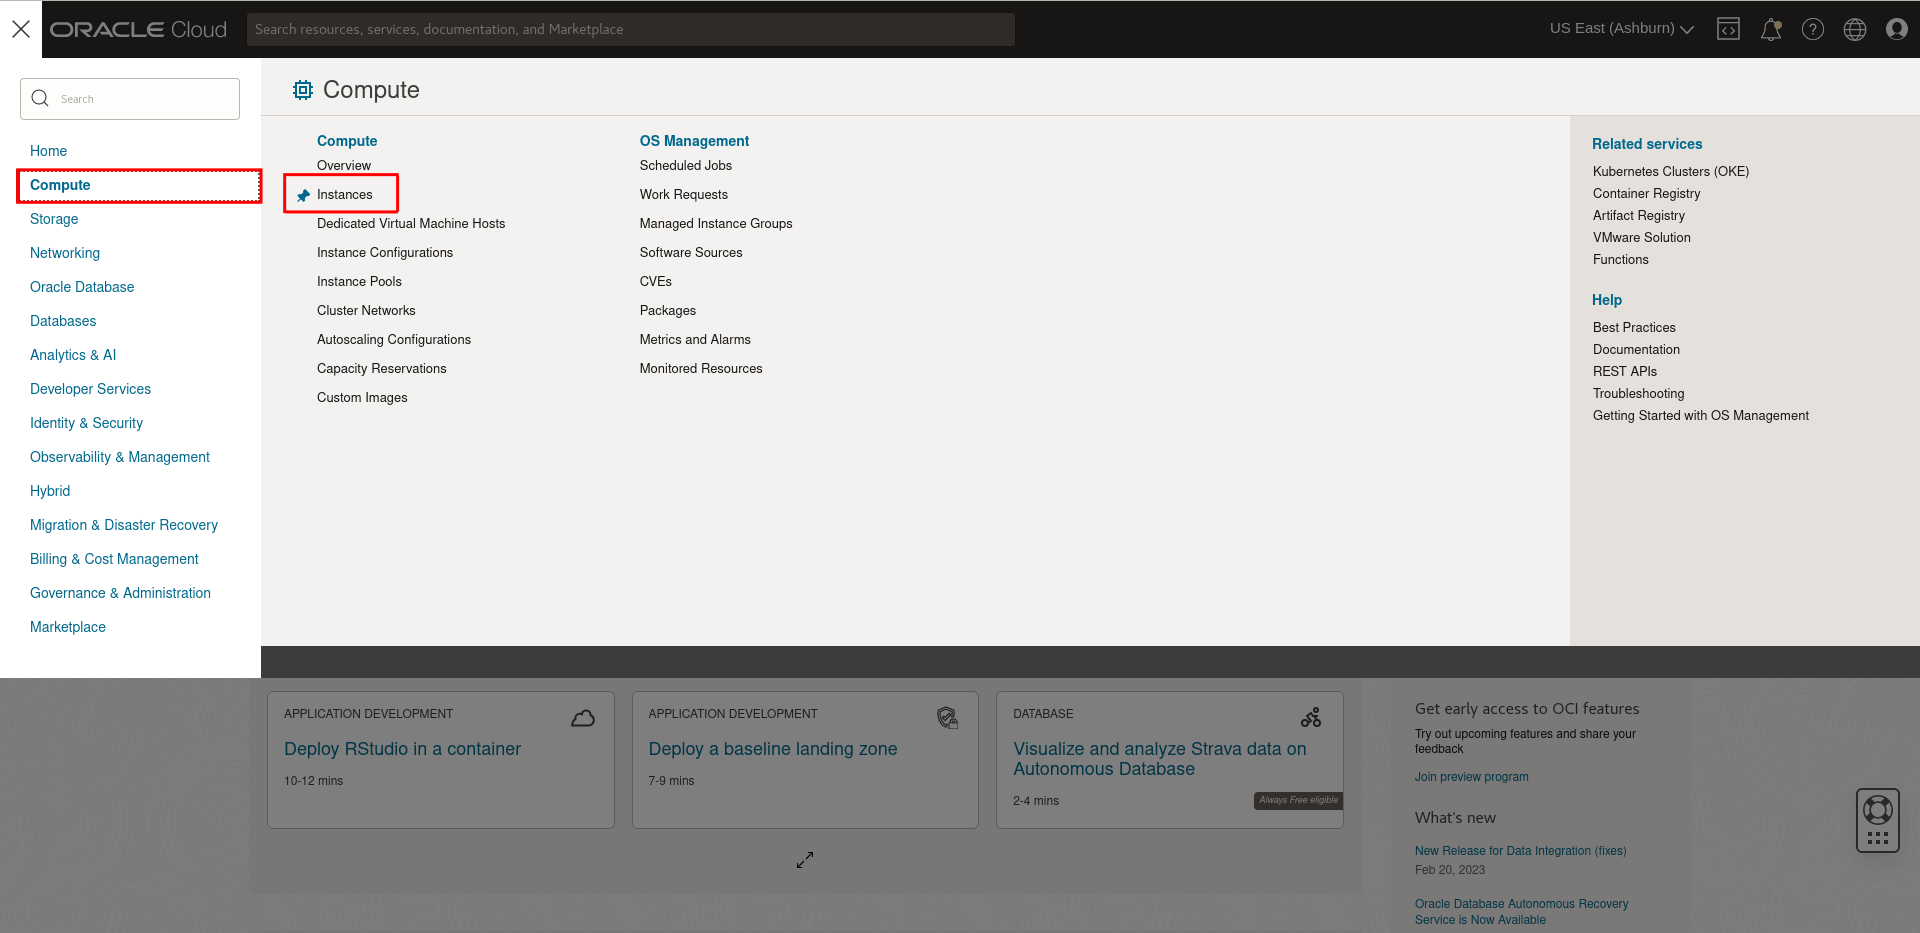 ORACLE Cloud
Search resources, services, documentation, and Marketplace
US East (Ashburn)
Search
Home
Compute
Storage
Networking
Oracle Database
Databases
Analytics & AI
Developer Services
Identity & Security
Observability & Management
Hybrid
Migration & Disaster Recovery
Billing & Cost Management
Governance & Administration
Marketplace
Compute
Compute
Overview
Instances
Dedicated Virtual Machine Hosts
Instance Configurations
Instance Pools
Cluster Networks
Autoscaling Configurations
Capacity Reservations
Custom Images
OS Management
Scheduled Jobs
Work Requests
Managed Instance Groups
Software Sources
CVEs
Packages
Metrics and Alarms
Monitored Resources
Related services
Kubernetes Clusters (OKE)
Container Registry
Artifact Registry
VMware Solution
Functions
Help
Best Practices
Documentation
REST APIs
Troubleshooting
Getting Started with OS Management
APPLICATION DEVELOPMENT
Deploy RStudio in a container
10-12 mins
APPLICATION DEVELOPMENT
Deploy a baseline landing zone
7-9 mins
DATABASE
Visualize and analyze Strava data on
Autonomous Database
2-4 mins
Always Free eligible
Get early access to OCI features
Try out upcoming features and share your
feedback
Join preview program
What's new
New Release for Data Integration (fixes)
Feb 20, 2023
Oracle Database Autonomous Recovery
Service is Now Available